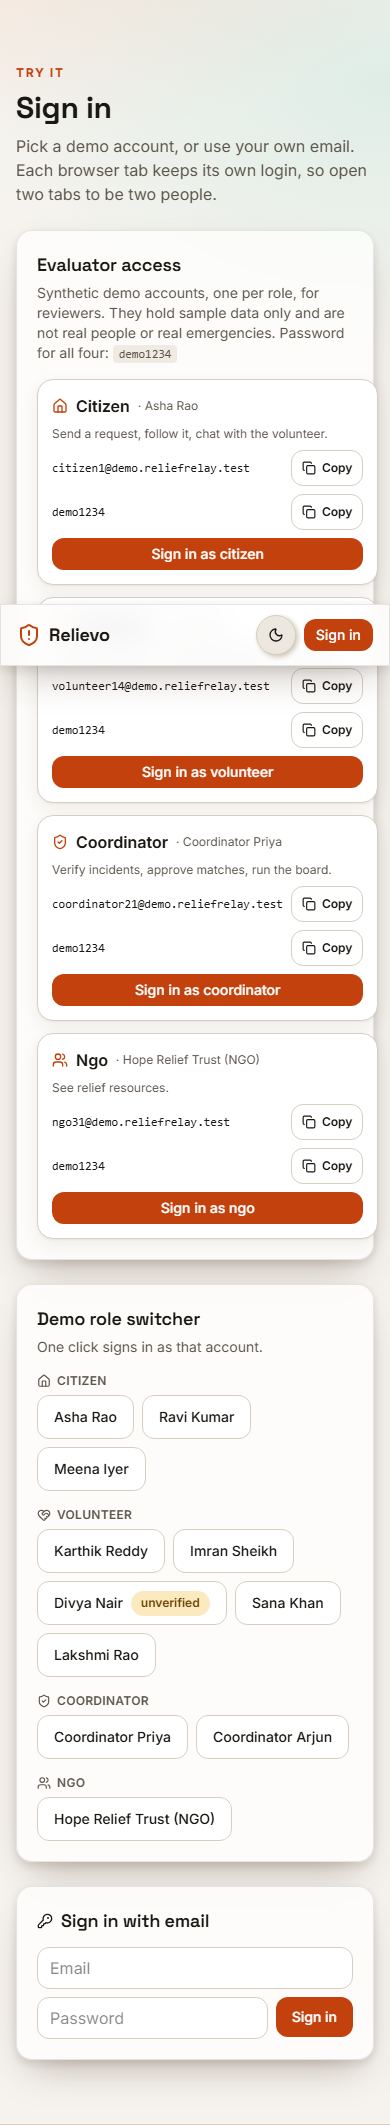 TRY IT
Sign in
Pick a demo account, or use your own email.
Each browser tab keeps its own login, so open
two tabs to be two people.
Evaluator access
Synthetic demo accounts, one per role, for
reviewers. They hold sample data only and are
not real people or real emergencies. Password
for all four: demo1234
Citizen · Asha Rao
Send a request, follow it, chat with the volunteer.
citizen1@demo.reliefrelay.test Copy
demo1234 Copy
Sign in as citizen
Relievo Sign in
volunteer14@demo.reliefrelay.test Copy
demo1234 Copy
Sign in as volunteer
Coordinator · Coordinator Priya
Verify incidents, approve matches, run the board.
coordinator21@demo.reliefrelay.test Copy
demo1234 Copy
Sign in as coordinator
Ngo · Hope Relief Trust (NGO)
See relief resources.
ngo31@demo.reliefrelay.test Copy
demo1234 Copy
Sign in as ngo
Demo role switcher
One click signs in as that account.
CITIZEN
Asha Rao Ravi Kumar
Meena Iyer
VOLUNTEER
Karthik Reddy Imran Sheikh
Divya Nair unverified Sana Khan
Lakshmi Rao
COORDINATOR
Coordinator Priya Coordinator Arjun
NGO
Hope Relief Trust (NGO)
Sign in with email
Email
Password Sign in